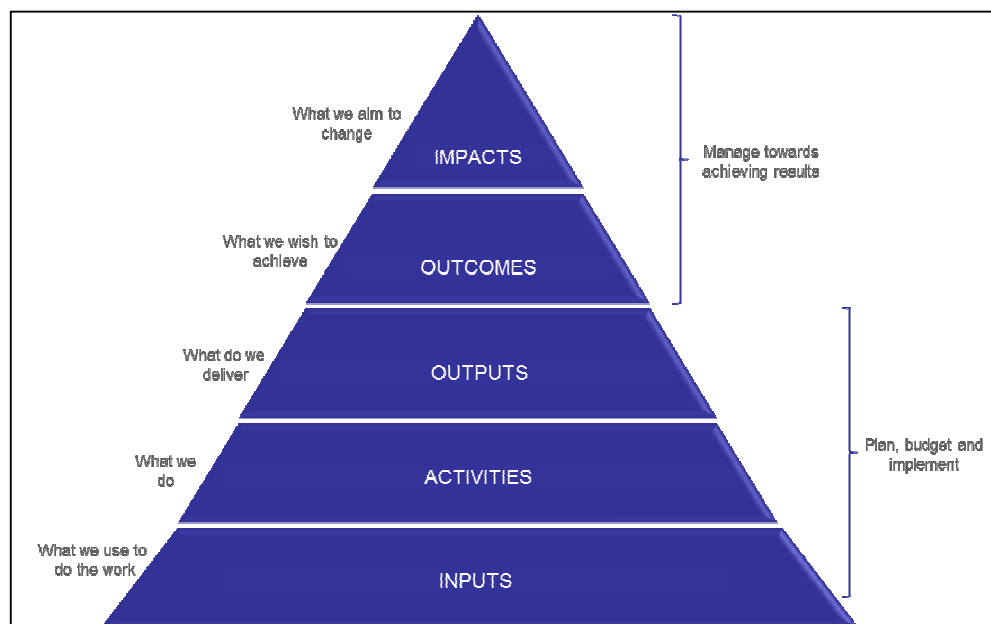 What we aim to
change
IMPACTS
Manage towards
achieving results
What we wish to
achieve
OUTCOMES
What do we
deliver
OUTPUTS
Plan, budget and
implement
What we
do
ACTIVITIES
What we use to
do the work
INPUTS